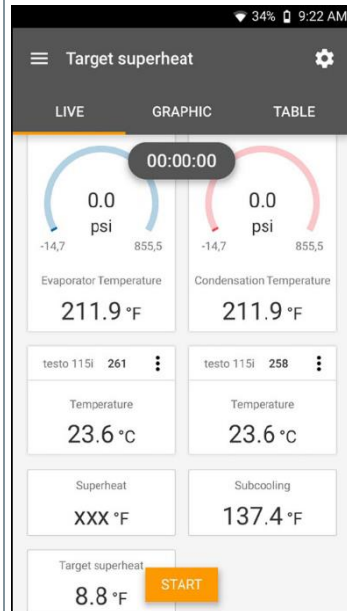 34% 9:22 AM
Target superheat
LIVE GRAPHIC TABLE
00:00:00
0.0 0.0
psi psi
-14,7 855,5 -14,7 855,5
Evaporator Temperature Condensation Temperature
211.9 °F 211.9 °F
testo 115i 261 testo 115i 258
Temperature Temperature
23.6 °C 23.6 °C
Superheat Subcooling
xxx °F 137.4 °F
Target superheat
START
8.8 °F